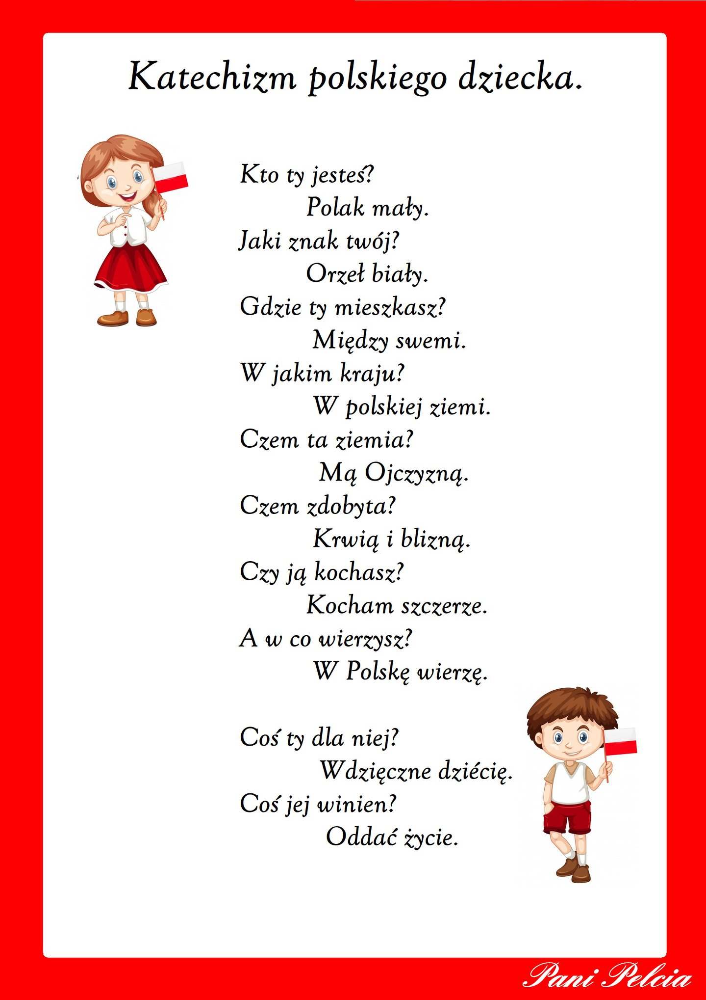 Katechizm polskiego dziecka.
Kto ty jesteś?
Polak mały.
Jaki znak twój?
Orzeł biały.
Gdzie ty mieszkasz?
Między swemi.
W jakim kraju?
W polskiej ziemi.
Czem ta ziemia?
Mą Ojczyzną.
Czem zdobyta?
Krwią i blizną.
Czy ją kochasz?
Kocham szczerze.
A w co wierzysz?
W Polskę wierzę.
Coś ty dla niej?
Wdzięczne dziécię.
Coś jej winien?
Oddać życie.
Pani Pelcia